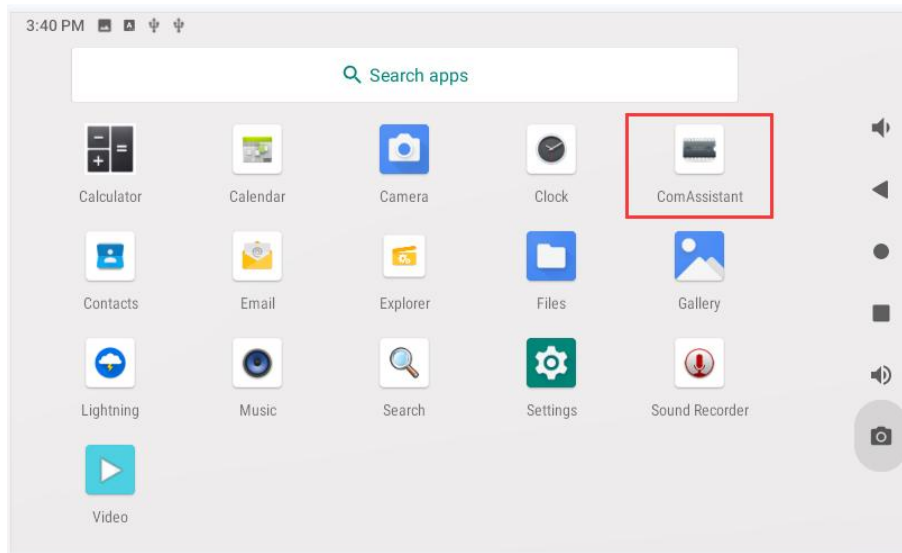 3:40 PM
Search apps
Calculator
Calendar
Camera
Clock
ComAssistant
Contacts
Email
Explorer
Files
Gallery
Lightning
Music
Search
Settings
Sound Recorder
Video